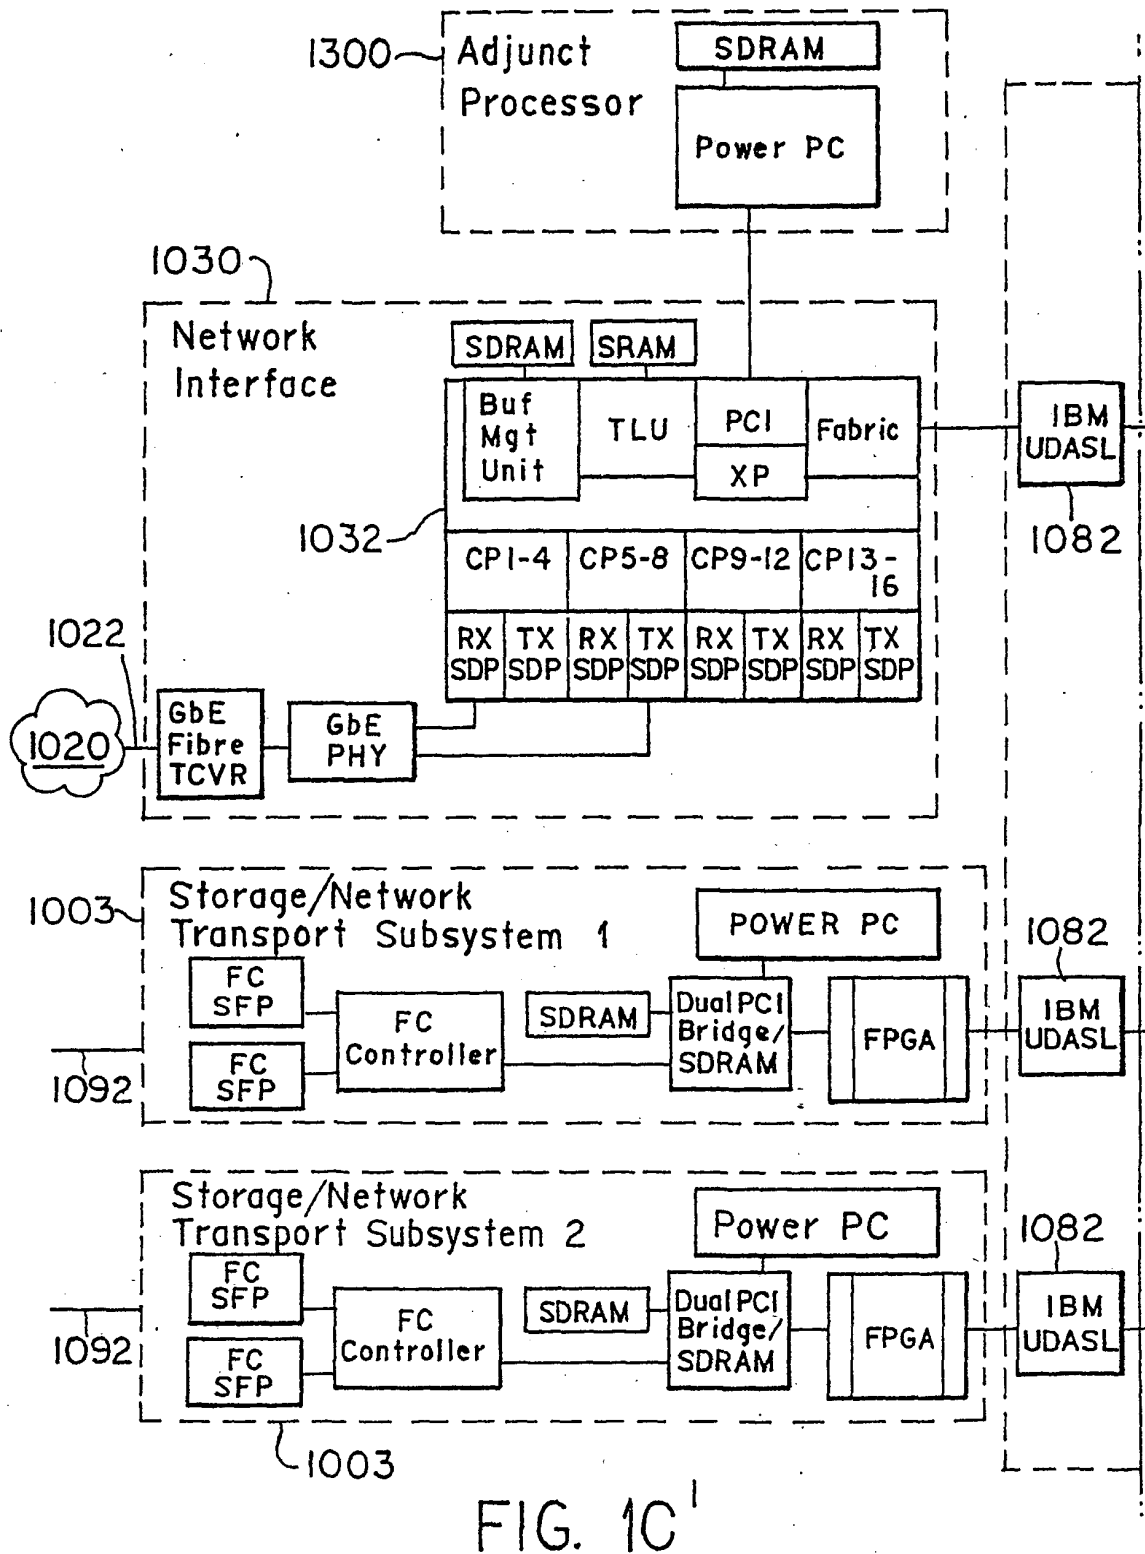 1300
Adjunct
Processor
SDRAM
Power PC
1030
Network
Interface
SDRAM
SRAM
Buf
Mgt
Unit
TLU
PCI
XP
Fabric
IBM
UDASL
1082
1032
CP1-4
CP5-8
CP9-12
CP13-
16
RX
SDP
TX
SDP
RX
SDP
TX
SDP
RX
SDP
TX
SDP
RX
SDP
TX
SDP
1022
1020
GbE
Fibre
TCVR
GbE
PHY
1003
Storage/Network
Transport Subsystem 1
POWER PC
FC
SFP
FC
SFP
FC
Controller
SDRAM
Dual PCI
Bridge/
SDRAM
FPGA
1082
IBM
UDASL
1092
Storage/Network
Transport Subsystem 2
Power PC
FC
SFP
FC
SFP
FC
Controller
SDRAM
Dual PCI
Bridge/
SDRAM
FPGA
1082
IBM
UDASL
1092
1003
FIG. 1C'